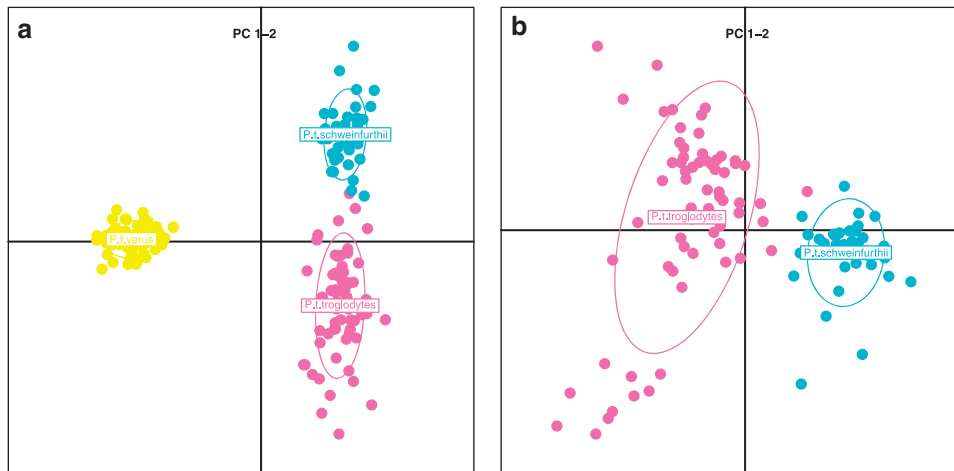 a
PC 1–2
P.t.schweinfurthii
P.t.verus
P.t.troglodytes
b
PC 1–2
P.t.troglodytes
P.t.schweinfurthii